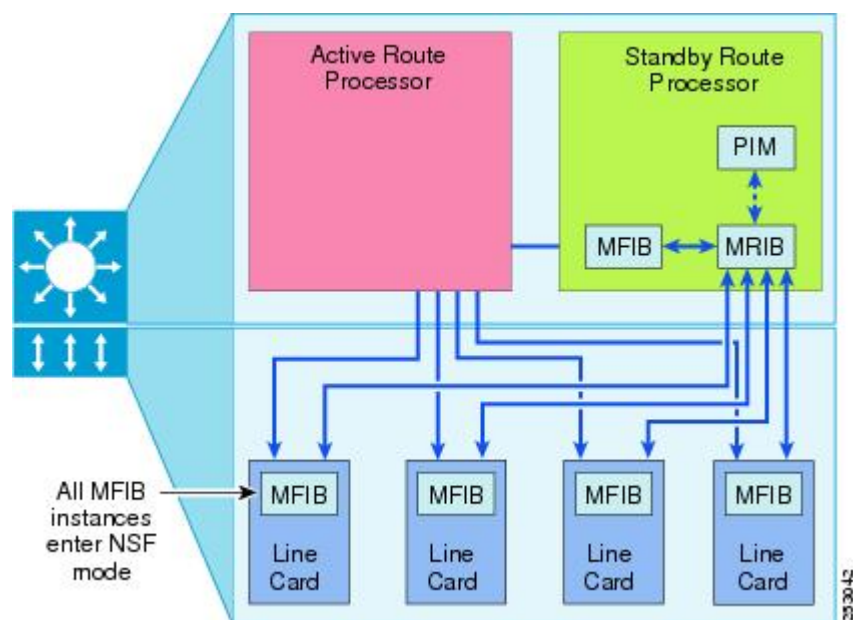 Active Route
Processor
Standby Route
Processor
PIM
MFIB
MRIB
All MFIB
instances
enter NSF
mode
MFIB
Line
Card
MFIB
Line
Card
MFIB
Line
Card
MFIB
Line
Card